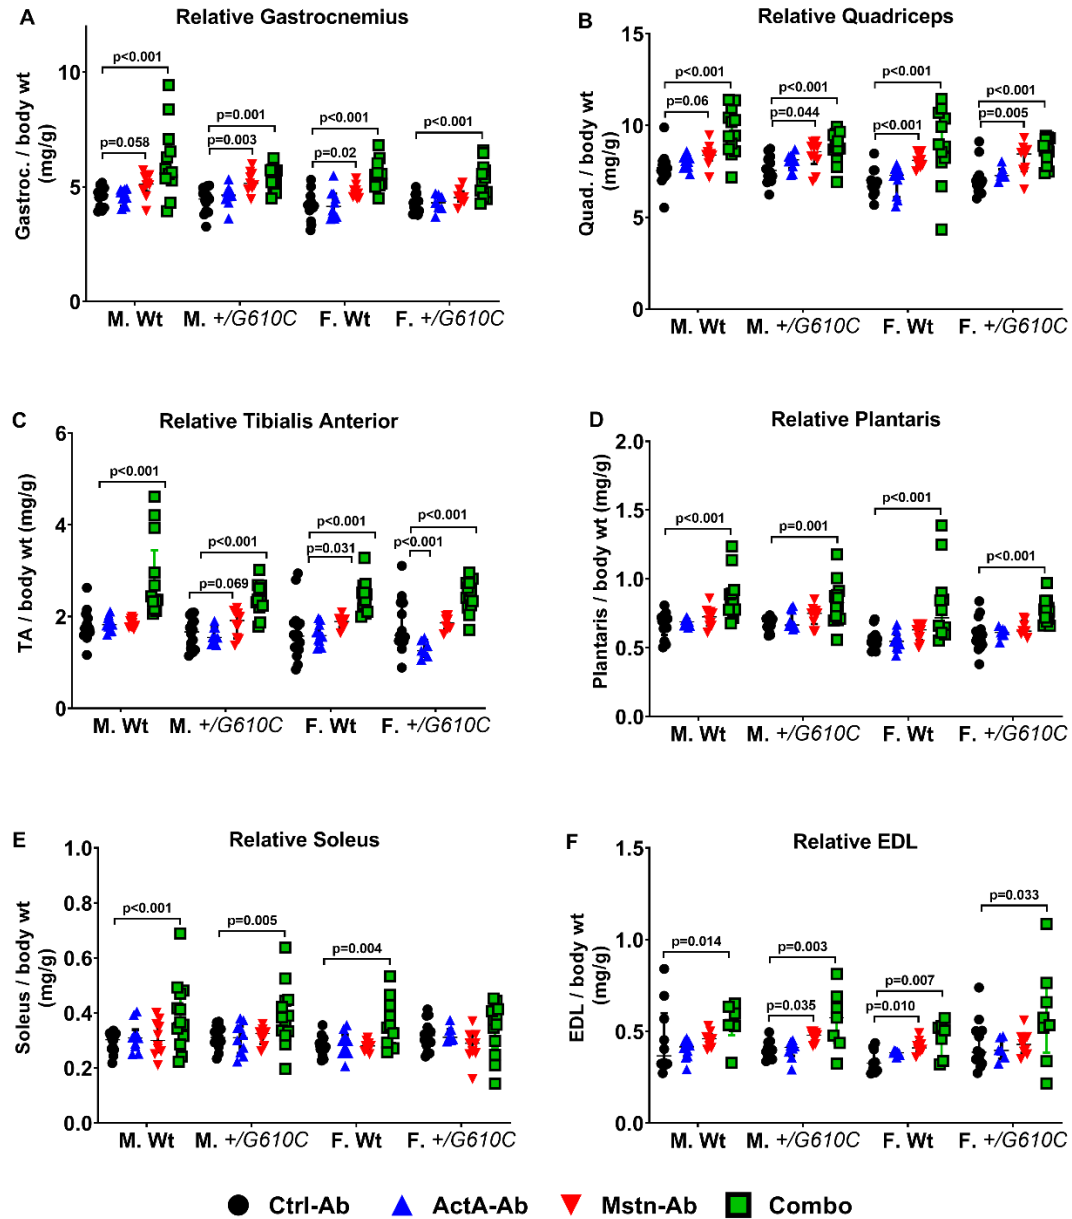 A
Relative Gastrocnemius
Gastroc. / body wt
(mg/g)
10
5
0
p<0.001
p=0.058
p=0.001
p=0.003
p<0.001
p=0.02
p<0.001
M. Wt
M. +/G610C
F. Wt
F. +/G610C
B
Relative Quadriceps
Quad. / body wt
(mg/g)
15
10
5
0
p<0.001
p=0.06
p<0.001
p=0.044
p<0.001
p<0.001
p<0.001
p=0.005
M. Wt
M. +/G610C
F. Wt
F. +/G610C
C
Relative Tibialis Anterior
TA / body wt (mg/g)
6
4
2
0
p<0.001
p<0.001
p=0.069
p<0.001
p=0.031
p<0.001
p<0.001
M. Wt
M. +/G610C
F. Wt
F. +/G610C
D
Relative Plantaris
Plantaris / body wt (mg/g)
2.0
1.5
1.0
0.5
0.0
p<0.001
p=0.001
p<0.001
p<0.001
M. Wt
M. +/G610C
F. Wt
F. +/G610C
E
Relative Soleus
Soleus / body wt
(mg/g)
1.0
0.8
0.6
0.4
0.2
0.0
p<0.001
p=0.005
p=0.004
M. Wt
M. +/G610C
F. Wt
F. +/G610C
F
Relative EDL
EDL / body wt
(mg/g)
1.5
1.0
0.5
0.0
p=0.014
p=0.003
p=0.035
p=0.007
p=0.010
p=0.033
M. Wt
M. +/G610C
F. Wt
F. +/G610C
Ctrl-Ab
ActA-Ab
Mstn-Ab
Combo